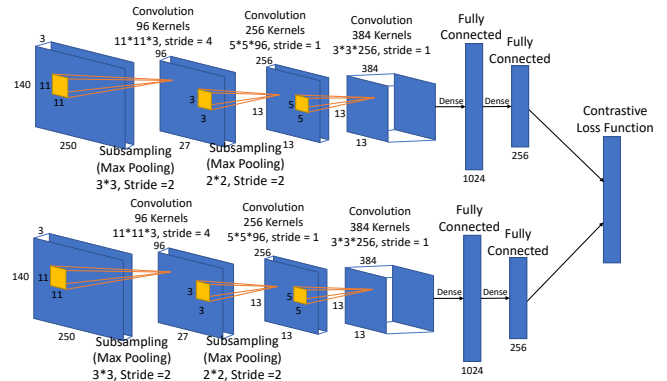 3
140
11
11
250
Subsampling
(Max Pooling)
3*3, Stride =2
Convolution
96 Kernels
11*11*3, stride = 4
96
3
3
27
Subsampling
(Max Pooling)
2*2, Stride =2
Convolution
256 Kernels
5*5*96, stride = 1
256
13
5
5
13
Convolution
384 Kernels
3*3*256, stride = 1
384
13
13
Dense
Fully
Connected
1024
Dense
Fully
Connected
256
Contrastive
Loss Function
3
140
11
11
250
Subsampling
(Max Pooling)
3*3, Stride =2
Convolution
96 Kernels
11*11*3, stride = 4
96
3
3
27
Subsampling
(Max Pooling)
2*2, Stride =2
Convolution
256 Kernels
5*5*96, stride = 1
256
13
5
5
13
Convolution
384 Kernels
3*3*256, stride = 1
384
13
13
Dense
Fully
Connected
1024
Dense
Fully
Connected
256